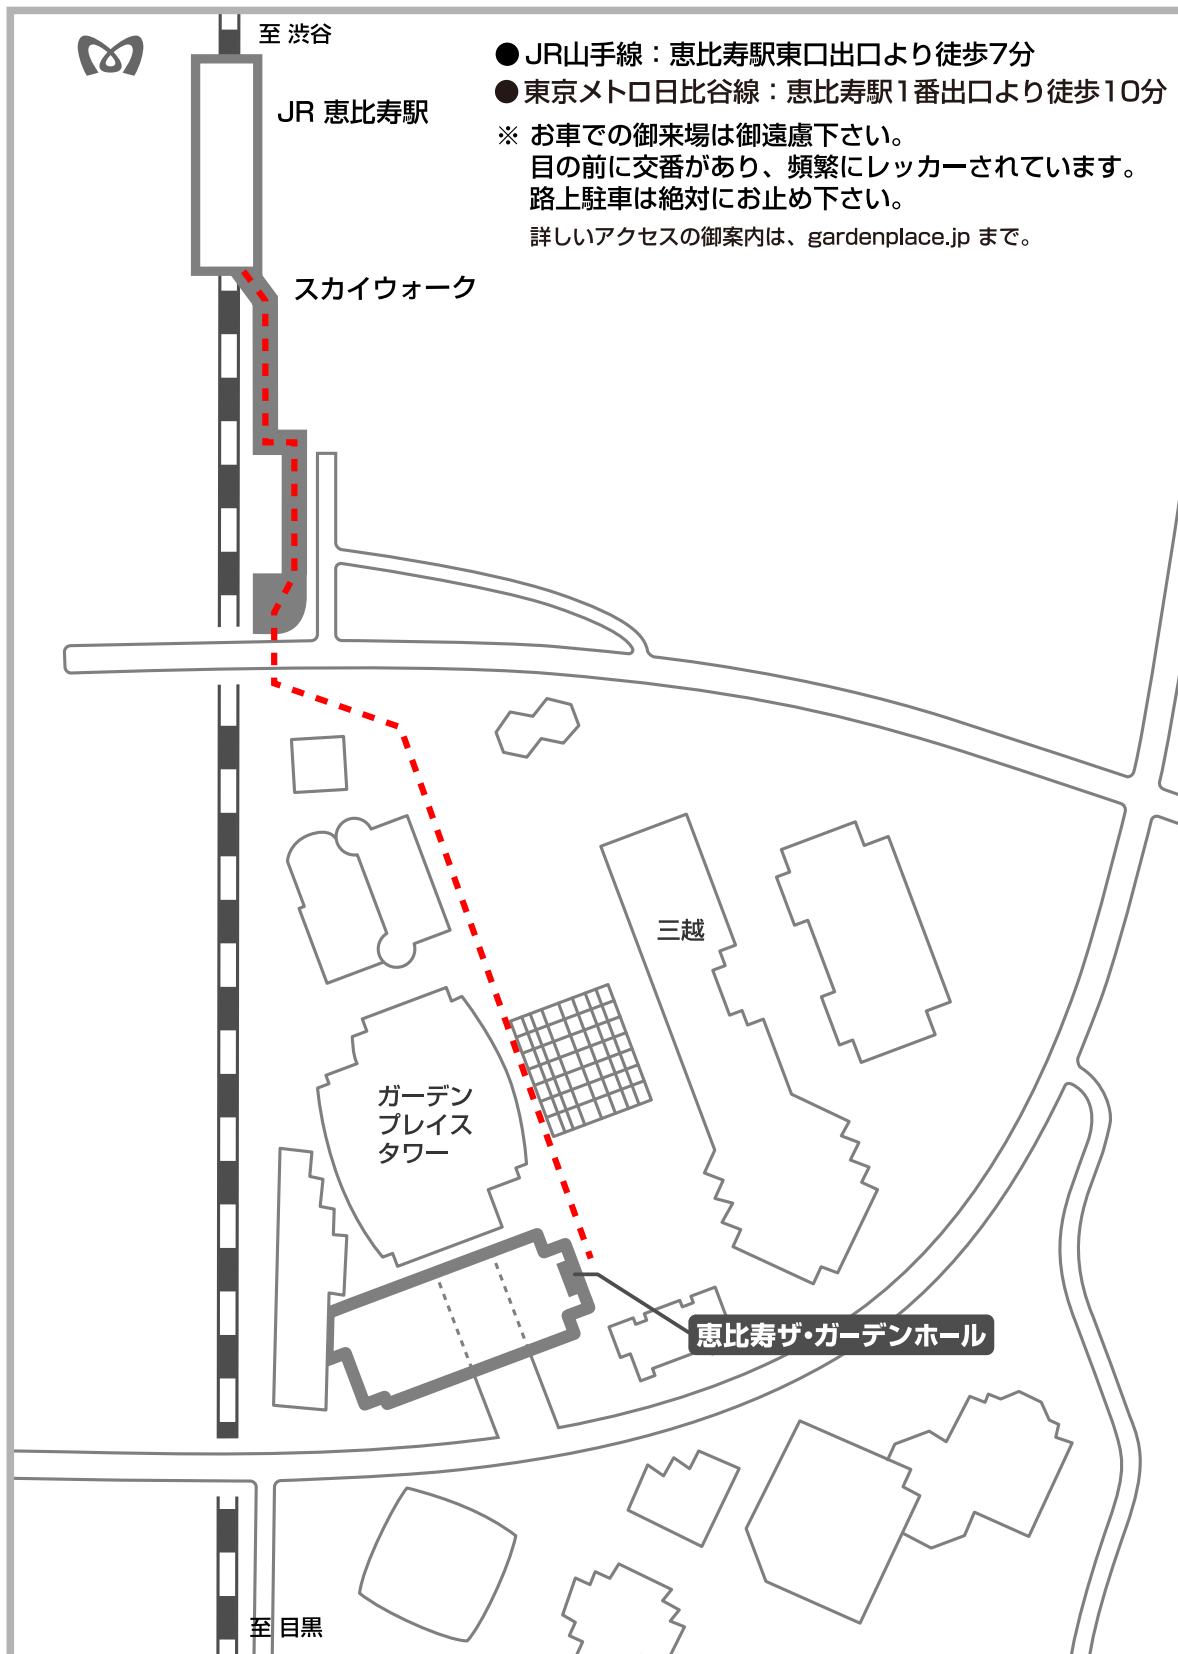 至 渋谷
●JR山手線：恵比寿駅東口出口より徒歩7分
●東京メトロ日比谷線：恵比寿駅1番出口より徒歩10分
JR 恵比寿駅
※ お車での御来場は御遠慮下さい。
目の前に交番があり、頻繁にレッカーされています。
路上駐車は絶対にお止め下さい。
詳しいアクセスの御案内は、gardenplace.jp まで。
スカイウォーク
三越
ガーデン
プレイス
タワー
恵比寿ザ・ガーデンホール
至 目黒